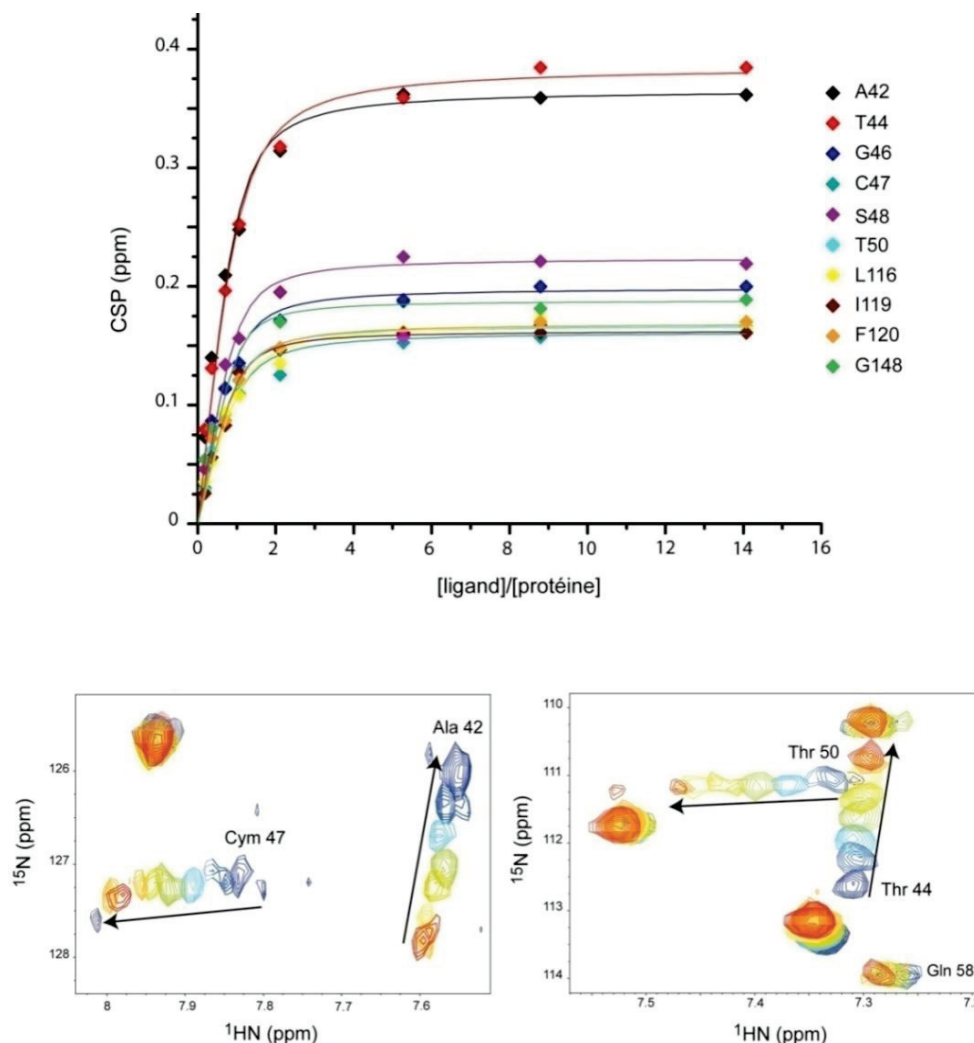 CSP (ppm)
0.4
0.3
0.2
0.1
0
0 2 4 6 8 10 12 14 16
[ligand]/[protéine]
A42
T44
G46
C47
S48
T50
L116
I119
F120
G148
15N (ppm)
126
127
128
Ala 42
Cym 47
8 7.9 7.8 7.7 7.6
1HN (ppm)
15N (ppm)
110
111
112
113
114
Thr 50
Thr 44
Gln 58
7.5 7.4 7.3 7.2
1HN (ppm)